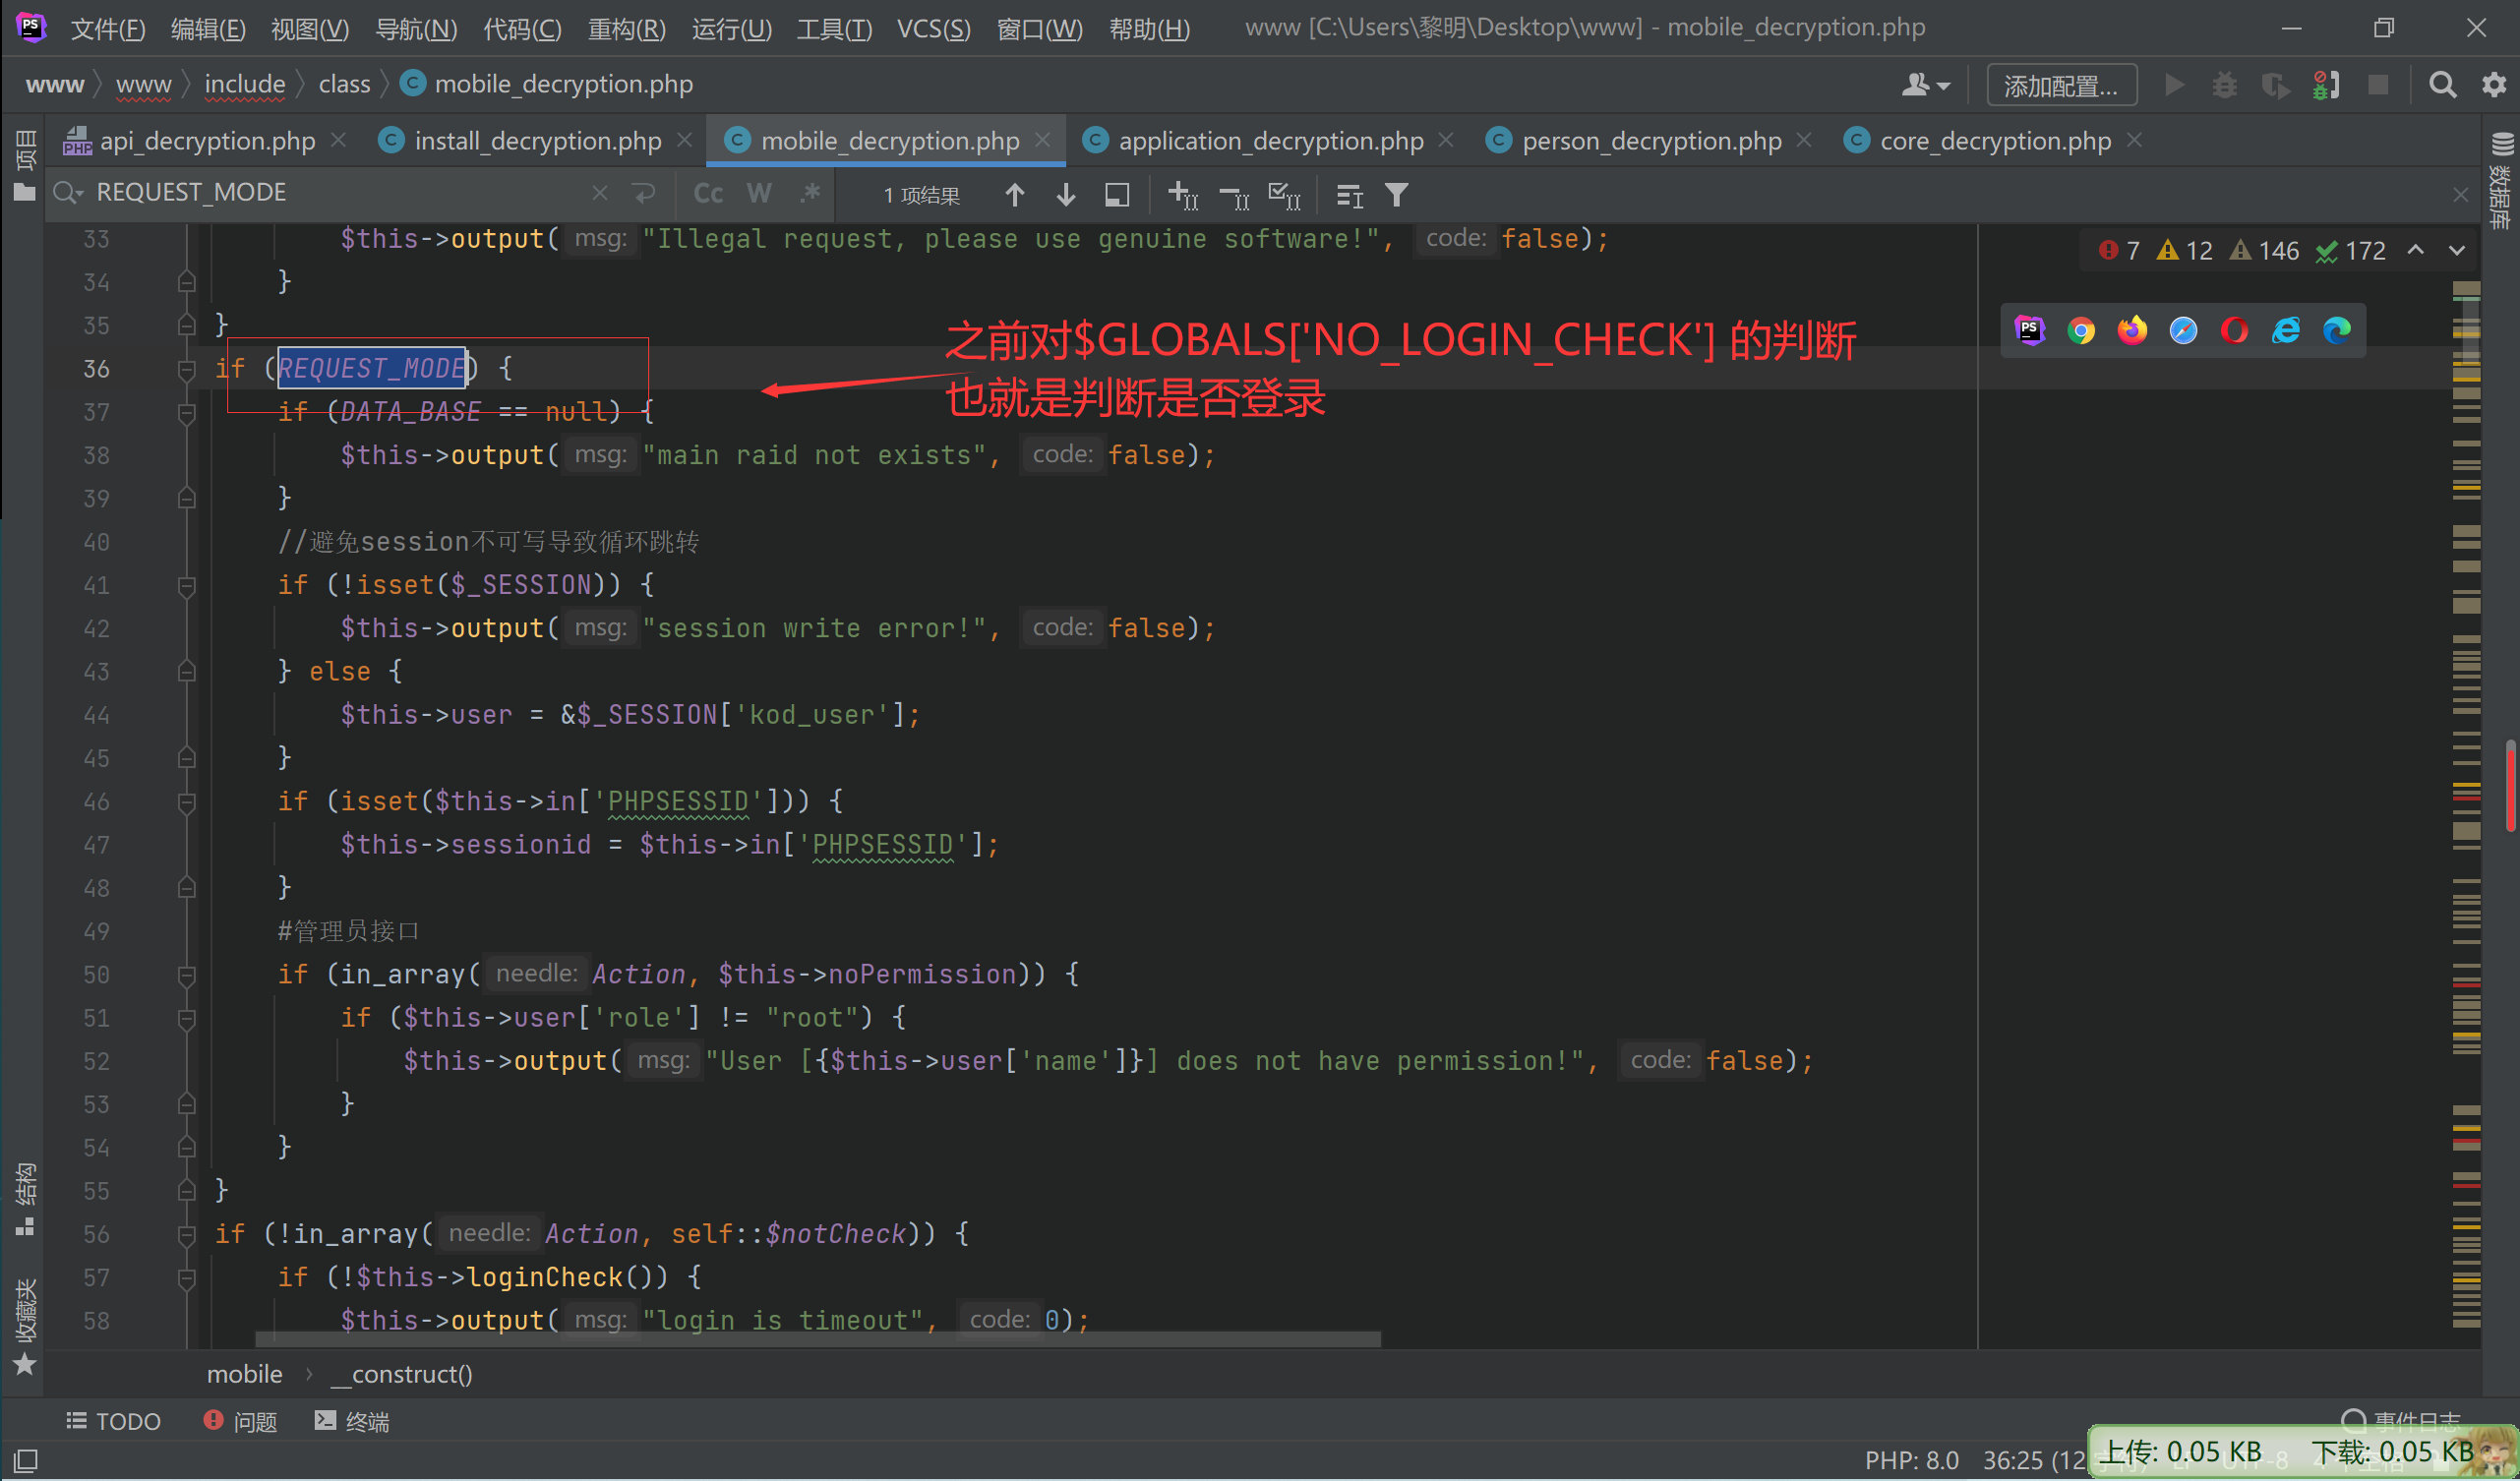 文件(F) 编辑(E) 视图(V) 导航(N) 代码(C) 重构(R) 运行(U) 工具(T) VCS(S) 窗口(W) 帮助(H) www [C:\Users\黎明\Desktop\www] - mobile_decryption.php
www www include class mobile_decryption.php 添加配置...
项目
api_decryption.php install_decryption.php mobile_decryption.php application_decryption.php person_decryption.php core_decryption.php
数据库
REQUEST_MODE Cc W .* 1 项结果
7 12 146 172
33 $this->output( msg: "Illegal request, please use genuine software!", code: false);
34 }
35 }
之前对$GLOBALS['NO_LOGIN_CHECK'] 的判断
也就是判断是否登录
36 if (REQUEST_MODE) {
37 if (DATA_BASE == null) {
38 $this->output( msg: "main raid not exists", code: false);
39 }
40 //避免session不可写导致循环跳转
41 if (!isset($_SESSION)) {
42 $this->output( msg: "session write error!", code: false);
43 } else {
44 $this->user = &$_SESSION['kod_user'];
45 }
46 if (isset($this->in['PHPSESSID'])) {
47 $this->sessionid = $this->in['PHPSESSID'];
48 }
49 #管理员接口
50 if (in_array( needle: Action, $this->noPermission)) {
51 if ($this->user['role'] != "root") {
52 $this->output( msg: "User [{$this->user['name']}] does not have permission!", code: false);
53 }
54 }
55 }
56 if (!in_array( needle: Action, self::$notCheck)) {
57 if (!$this->loginCheck()) {
58 $this->output( msg: "login is timeout", code: 0);
结构
收藏夹
mobile › __construct()
TODO 问题 终端 事件日志
PHP: 8.0 36:25 (12 上传: 0.05 KB 下载: 0.05 KB